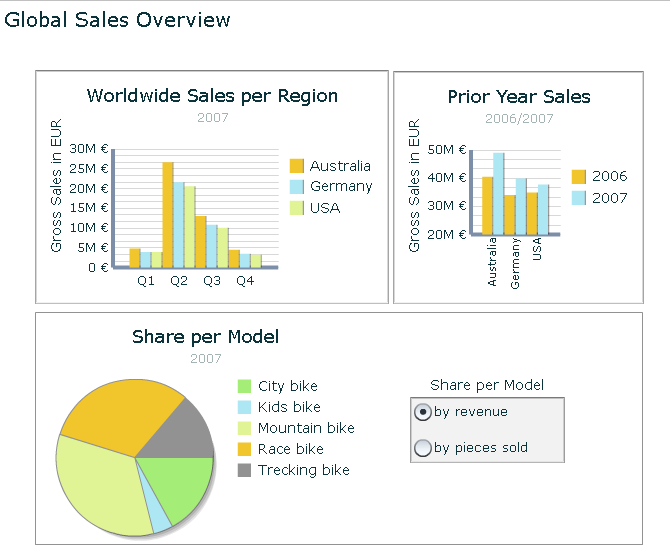 Global Sales Overview
Worldwide Sales per Region
2007
Gross Sales in EUR
30M €
25M €
20M €
15M €
10M €
5M €
0 €
Q1 Q2 Q3 Q4
Australia
Germany
USA
Prior Year Sales
2006/2007
Gross Sales in EUR
50M €
40M €
30M €
20M €
Australia
Germany
USA
2006
2007
Share per Model
2007
City bike
Kids bike
Mountain bike
Race bike
Trecking bike
Share per Model
by revenue
by pieces sold